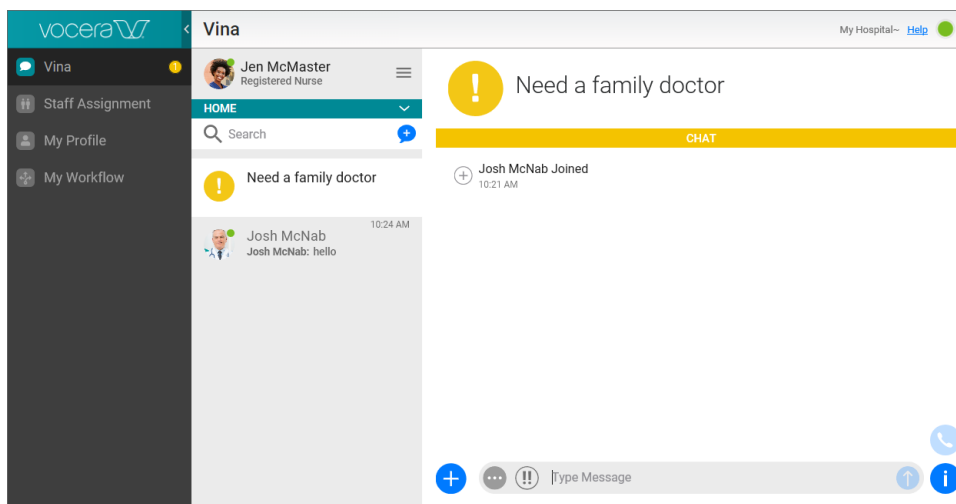 vocera
Vina
My Hospital~ Help
Vina
1
Staff Assignment
My Profile
My Workflow
Jen McMaster
Registered Nurse
HOME
Search
Need a family doctor
10:24 AM
Josh McNab
Josh McNab: hello
Need a family doctor
CHAT
Josh McNab Joined
10:21 AM
Type Message